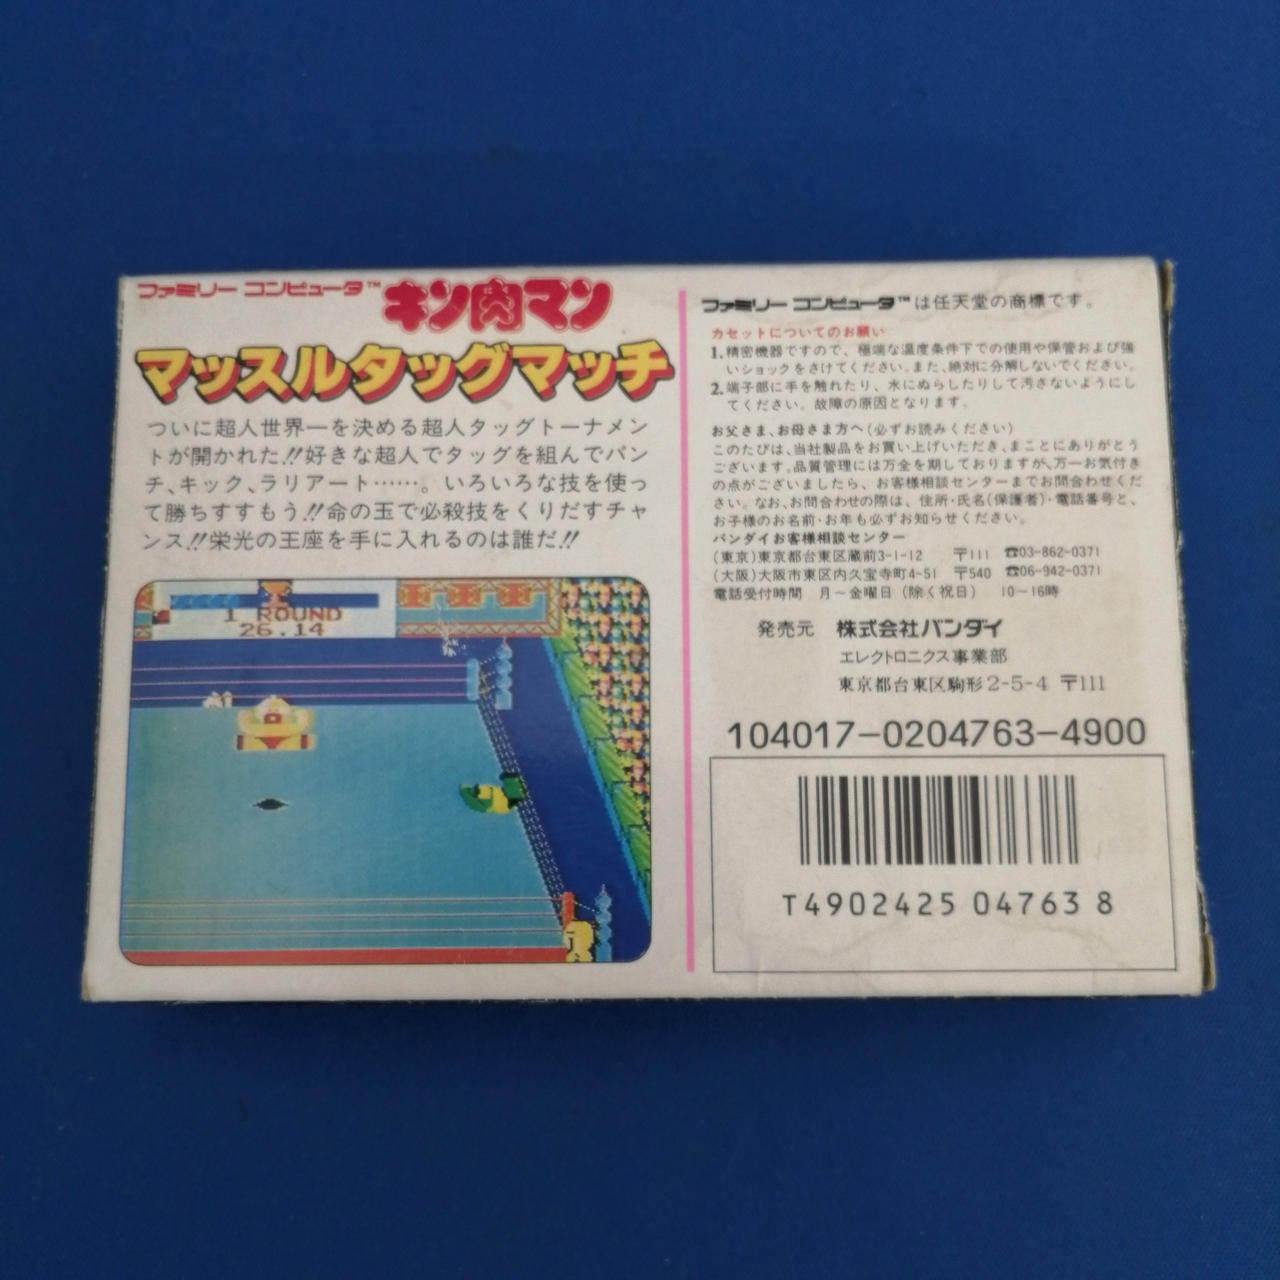 ファミリー コンピュータ™ キン肉マン
マッスルタッグマッチ
ついに超人世界一を決める超人タッグトーナメン
トが開かれた!!好きな超人でタッグを組んでパン
チ、キック、ラリアート……。いろいろな技を使っ
て勝ちすすもう!!命の玉で必殺技をくりだすチャ
ンス!!栄光の王座を手に入れるのは誰だ!!
1 ROUND
26.14
ファミリー コンピュータ™は任天堂の商標です。
カセットについてのお願い
1.精密機器ですので、極端な温度条件下での使用や保管および強
いショックをさけてください。また、絶対に分解しないでください。
2.端子部に手を触れたり、水にぬらしたりして汚さないようにし
てください。故障の原因となります。
お父さま、お母さま方へ(必ずお読みください)
このたびは、当社製品をお買い上げいただき、まことにありがとう
ございます。品質管理には万全を期しておりますが、万一お気付き
の点がございましたら、お客様相談センターまでお問合わせくだ
さい。なお、お問合わせの際は、住所・氏名(保護者)・電話番号と、
お子様のお名前・お年も必ずお知らせください。
バンダイお客様相談センター
(東京)東京都台東区蔵前3-1-12 〒111 ☎03-862-0371
(大阪)大阪市東区内久宝寺町4-51 〒540 ☎06-942-0371
電話受付時間 月～金曜日(除く祝日) 10-16時
発売元 株式会社バンダイ
エレクトロニクス事業部
東京都台東区駒形2-5-4 〒111
104017-0204763-4900
T4902425 04763 8